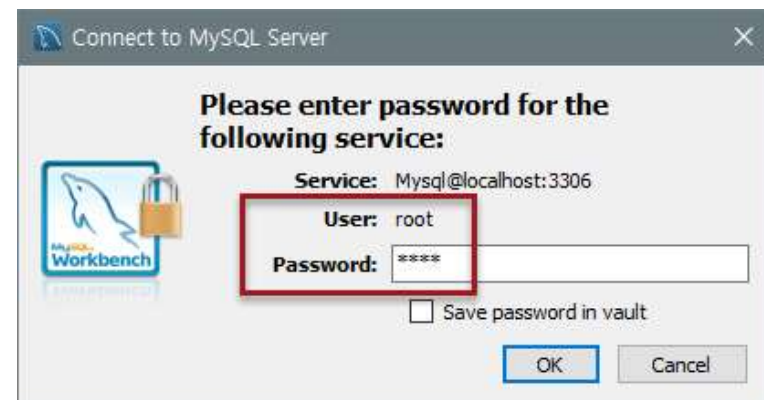 Connect to MySQL Server
Please enter password for the
following service:
Service: Mysql@localhost:3306
User: root
Password: ****
MySQL
Workbench
Save password in vault
OK Cancel